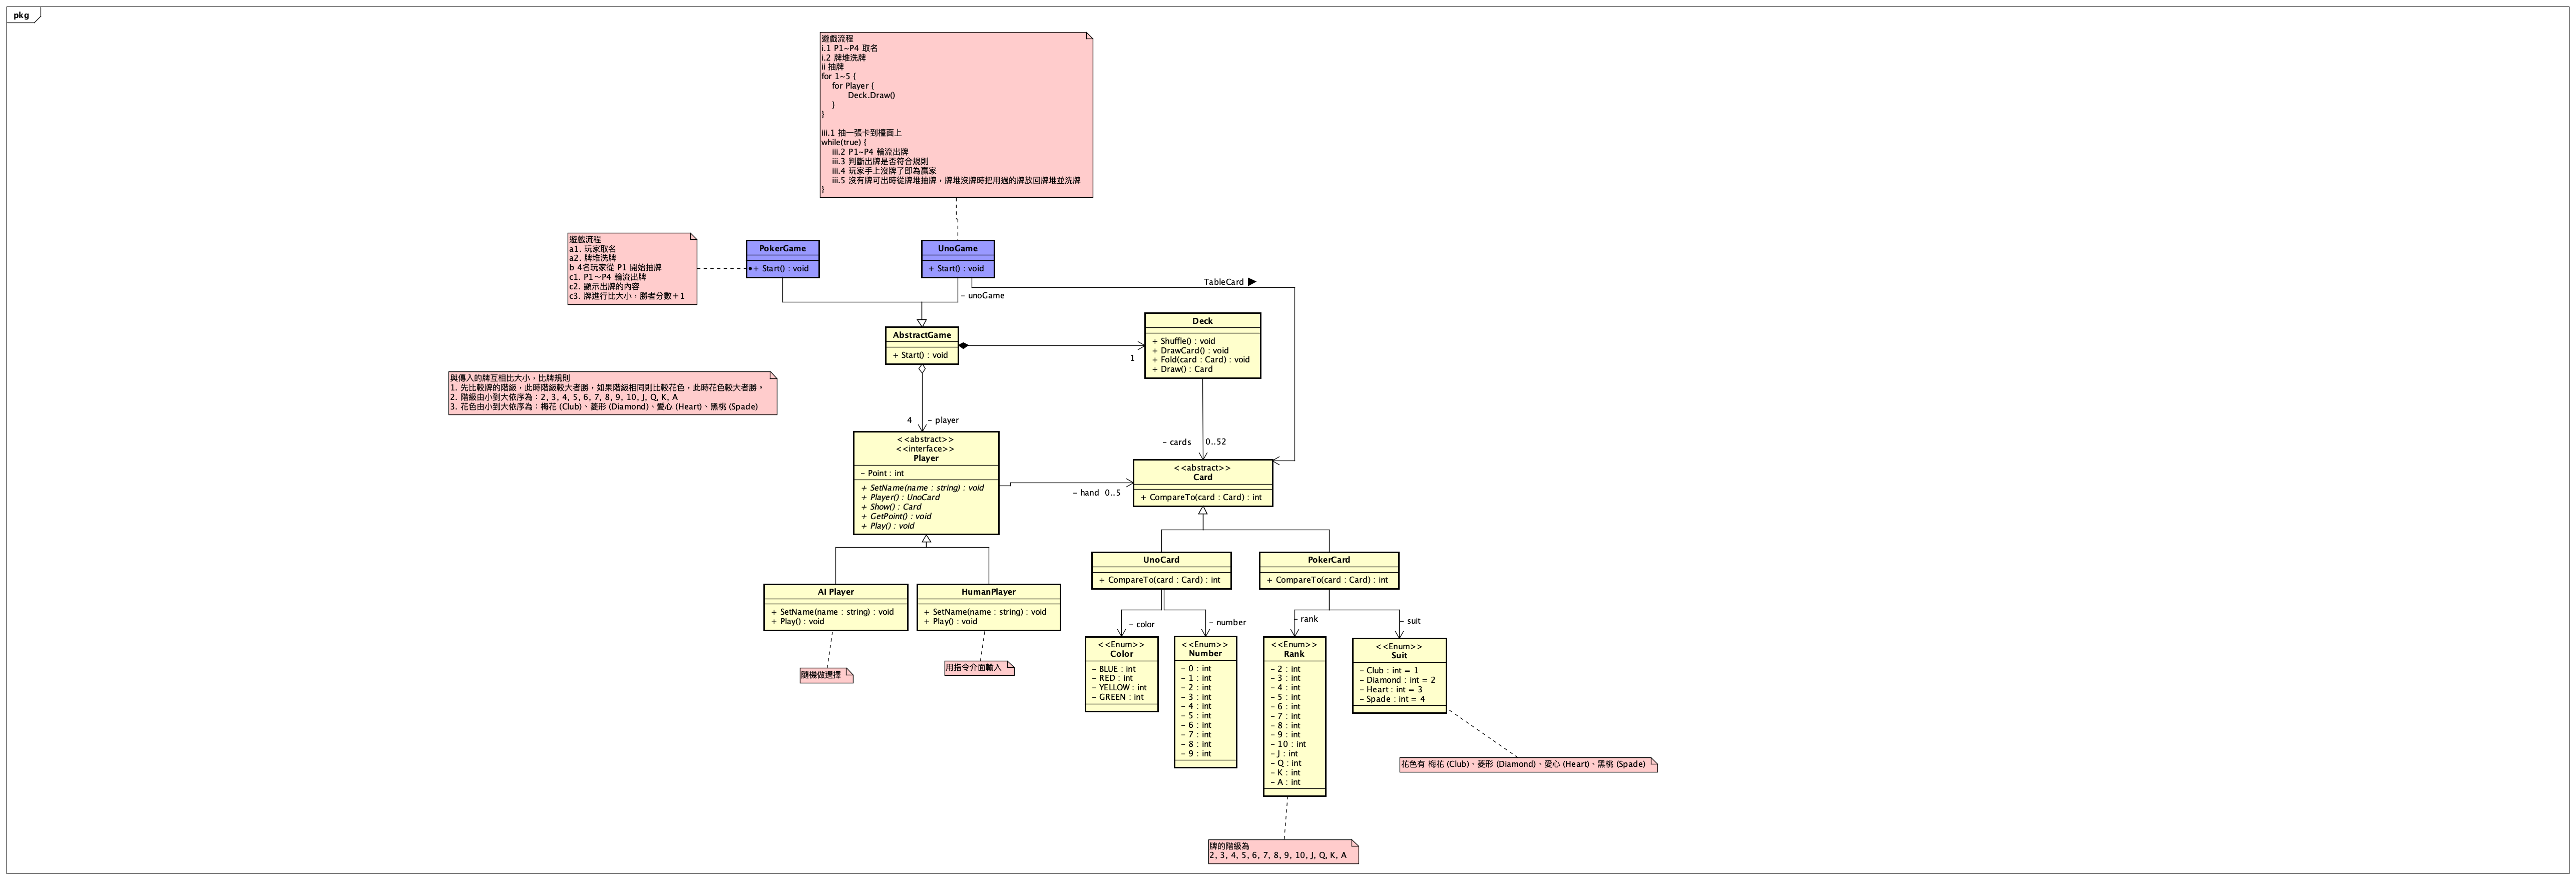 pkg
遊戲流程
i.1 P1~P4 取名
i.2 牌堆洗牌
ii 抽牌
for 1~5 {
for Player {
Deck.Draw()
}
}
iii.1 抽一張卡到檯面上
while(true) {
iii.2 P1~P4 輪流出牌
iii.3 判斷出牌是否符合規則
iii.4 玩家手上沒牌了即為贏家
iii.5 沒有牌可出時從牌堆抽牌，牌堆沒牌時把用過的牌放回牌堆並洗牌
}
遊戲流程
a1. 玩家取名
a2. 牌堆洗牌
b 4名玩家從 P1 開始抽牌
c1. P1～P4 輪流出牌
c2. 顯示出牌的內容
c3. 牌進行比大小，勝者分數＋1
PokerGame
+ Start() : void
UnoGame
+ Start() : void
TableCard
- unoGame
AbstractGame
+ Start() : void
Deck
+ Shuffle() : void
+ DrawCard() : void
+ Fold(card : Card) : void
+ Draw() : Card
1
與傳入的牌互相比大小，比牌規則
1. 先比較牌的階級，此時階級較大者勝，如果階級相同則比較花色，此時花色較大者勝。
2. 階級由小到大依序為：2, 3, 4, 5, 6, 7, 8, 9, 10, J, Q, K, A
3. 花色由小到大依序為：梅花 (Club)、菱形 (Diamond)、愛心 (Heart)、黑桃 (Spade)
4
- player
- cards
0..52
<<abstract>>
<<interface>>
Player
- Point : int
+ SetName(name : string) : void
+ Player() : UnoCard
+ Show() : Card
+ GetPoint() : void
+ Play() : void
- hand
0..5
<<abstract>>
Card
+ CompareTo(card : Card) : int
UnoCard
+ CompareTo(card : Card) : int
PokerCard
+ CompareTo(card : Card) : int
AI Player
+ SetName(name : string) : void
+ Play() : void
HumanPlayer
+ SetName(name : string) : void
+ Play() : void
隨機做選擇
用指令介面輸入
- color
- number
- rank
- suit
<<Enum>>
Color
- BLUE : int
- RED : int
- YELLOW : int
- GREEN : int
<<Enum>>
Number
- 0 : int
- 1 : int
- 2 : int
- 3 : int
- 4 : int
- 5 : int
- 6 : int
- 7 : int
- 8 : int
- 9 : int
<<Enum>>
Rank
- 2 : int
- 3 : int
- 4 : int
- 5 : int
- 6 : int
- 7 : int
- 8 : int
- 9 : int
- 10 : int
- J : int
- Q : int
- K : int
- A : int
<<Enum>>
Suit
- Club : int = 1
- Diamond : int = 2
- Heart : int = 3
- Spade : int = 4
花色有 梅花 (Club)、菱形 (Diamond)、愛心 (Heart)、黑桃 (Spade)
牌的階級為
2, 3, 4, 5, 6, 7, 8, 9, 10, J, Q, K, A